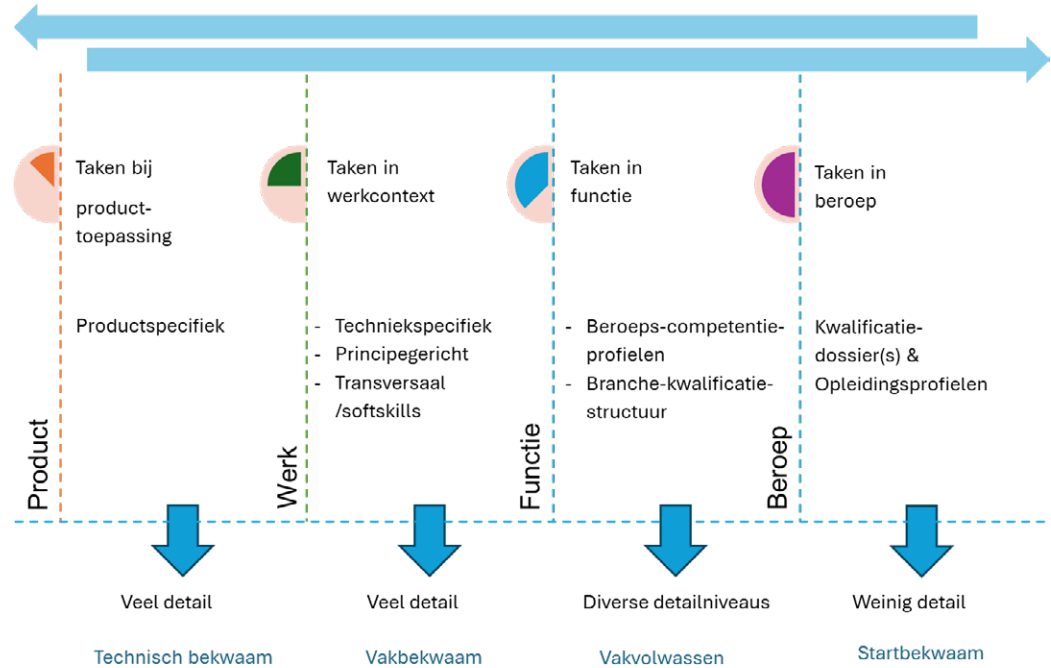 Taken bij
product-
toepassing
Taken in
werkcontext
Taken in
functie
Taken in
beroep
Productspecifiek
- Techniekspecifiek
- Principegericht
- Transversaal
/softskills
- Beroeps-competentie-
profielen
- Branche-kwalificatie-
structuur
Kwalificatie-
dossier(s) &
Opleidingsprofielen
Product
Werk
Functie
Beroep
Veel detail
Veel detail
Diverse detailniveaus
Weinig detail
Technisch bekwaam
Vakbekwaam
Vakvolwassen
Startbekwaam